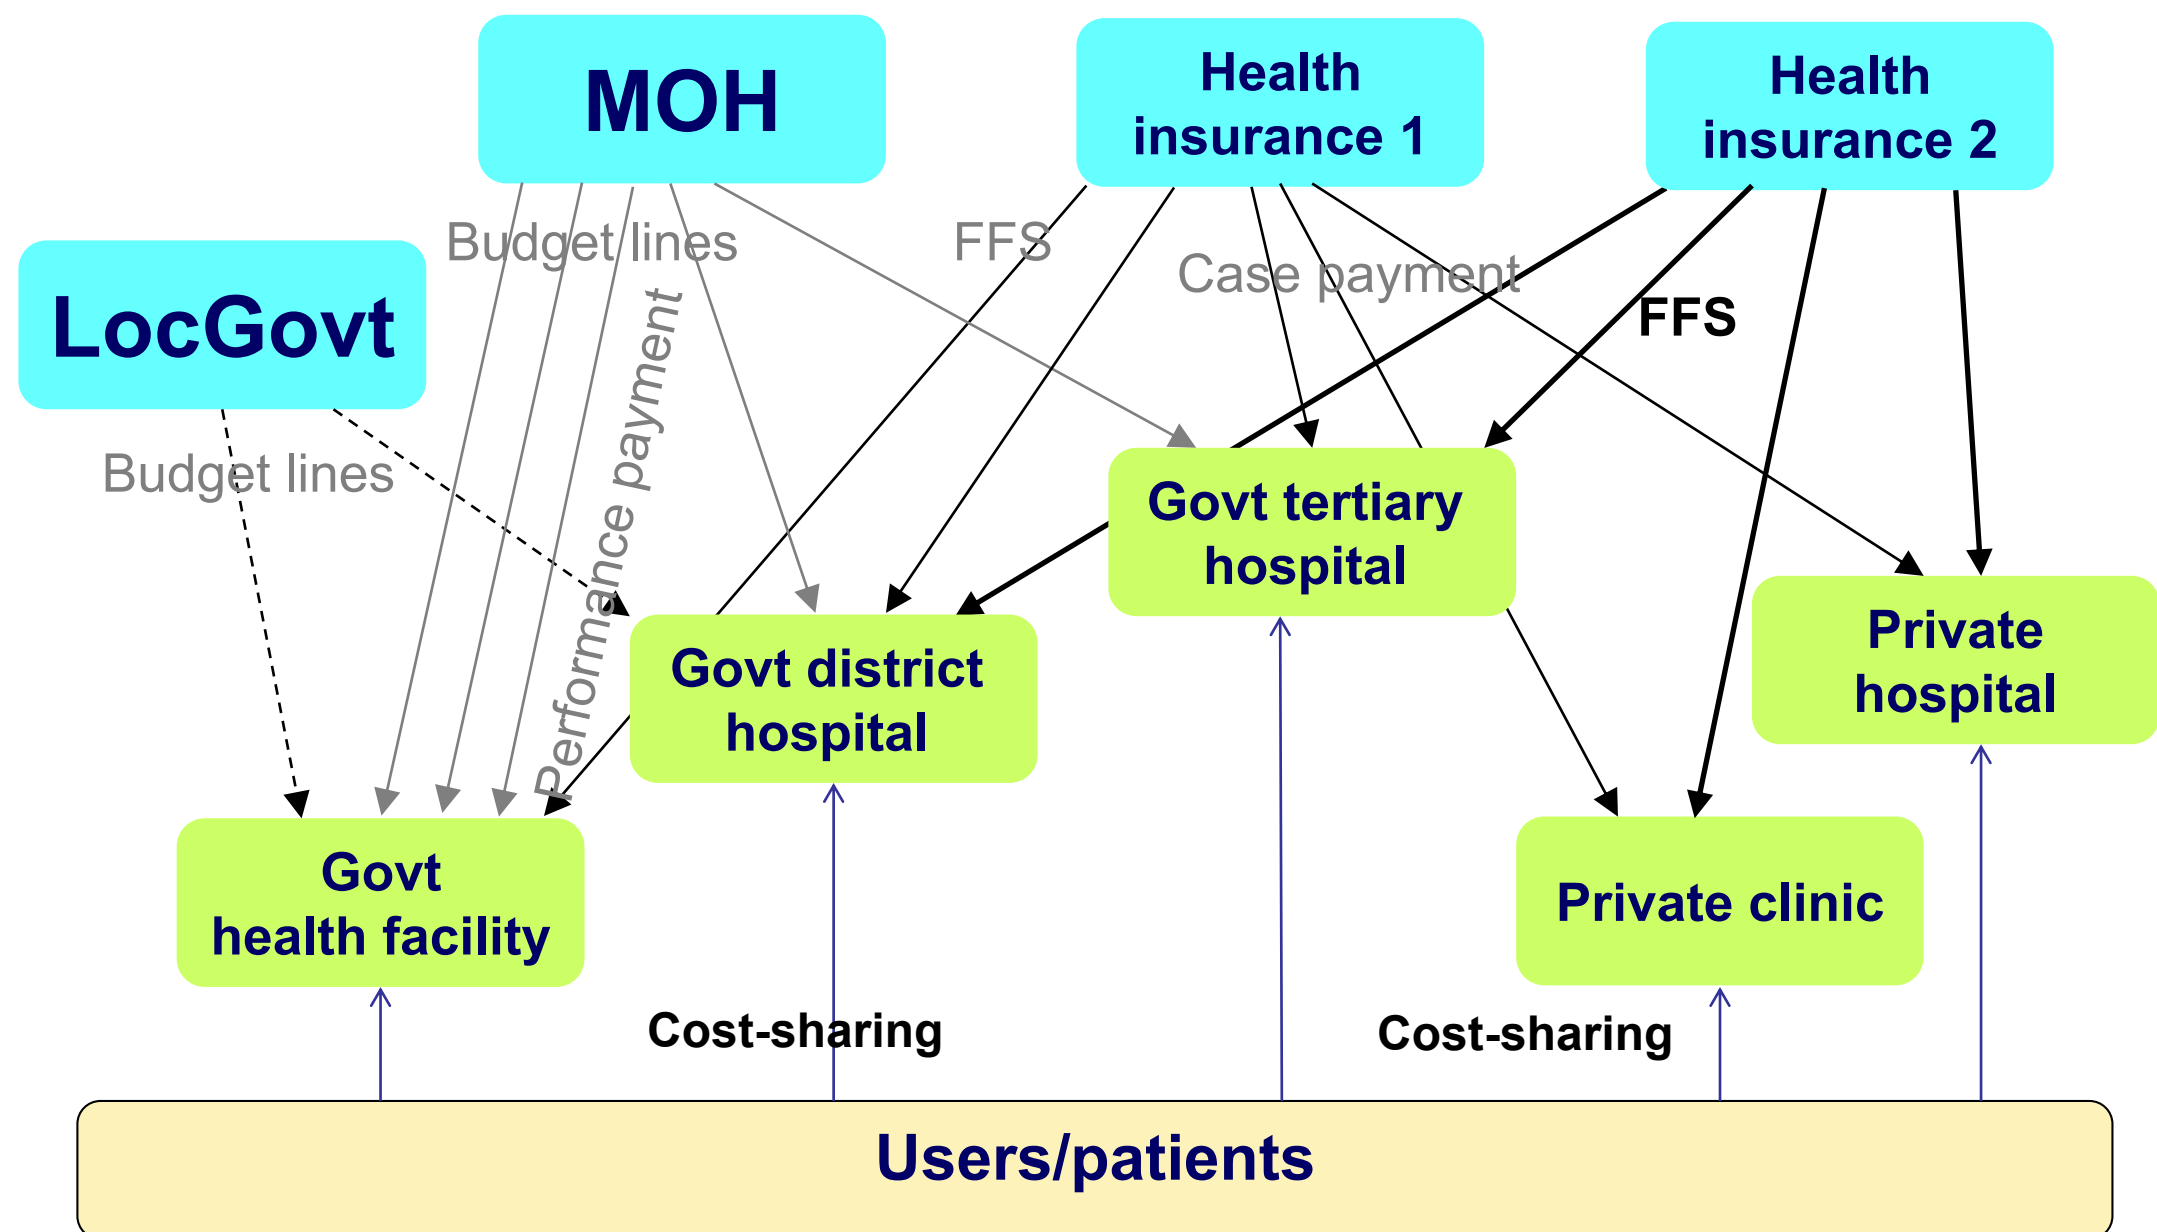 MOH
Health
insurance 1
Health
insurance 2
Budget lines
FFS
Case payment
LocGovt
FFS
Performance payment
Budget lines
Govt tertiary
hospital
Govt district
hospital
Private
hospital
Govt
health facility
Private clinic
Cost-sharing
Cost-sharing
Users/patients